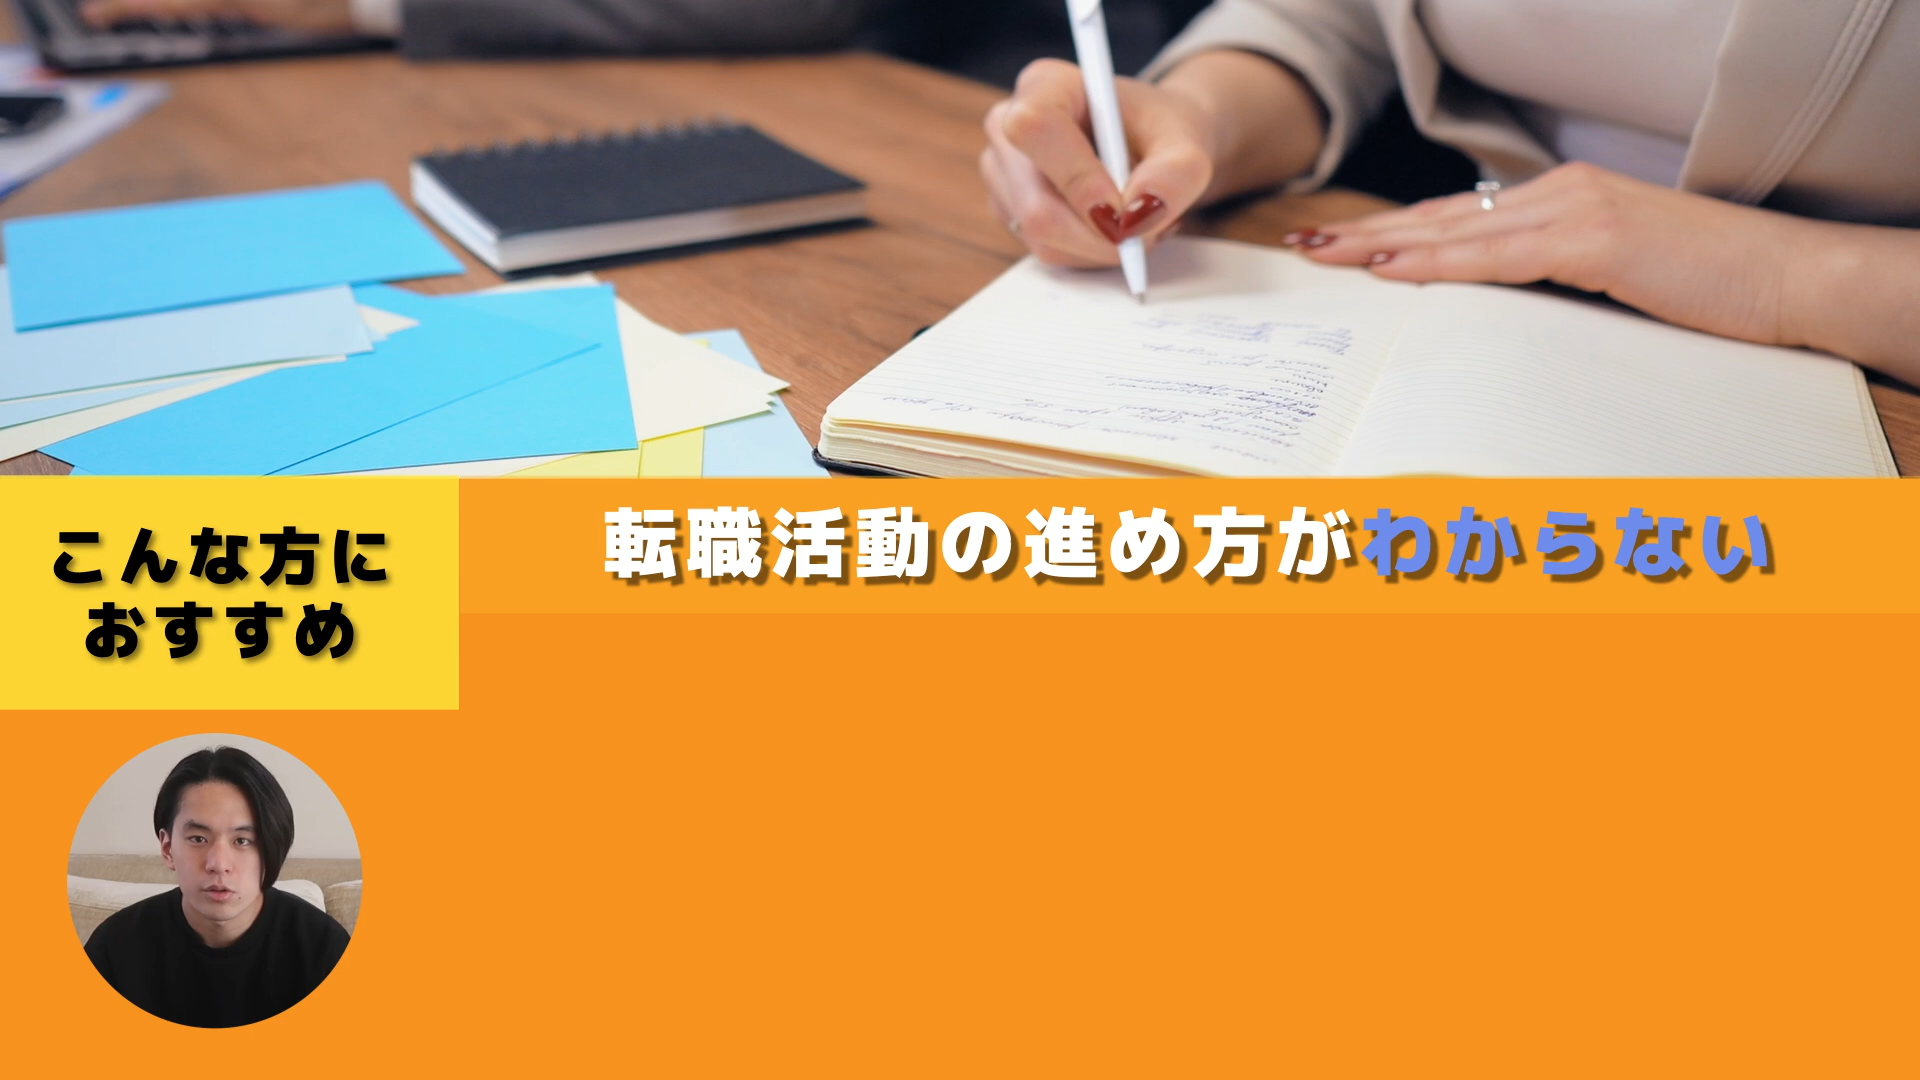 こんな方に
おすすめ
転職活動の進め方がわからない